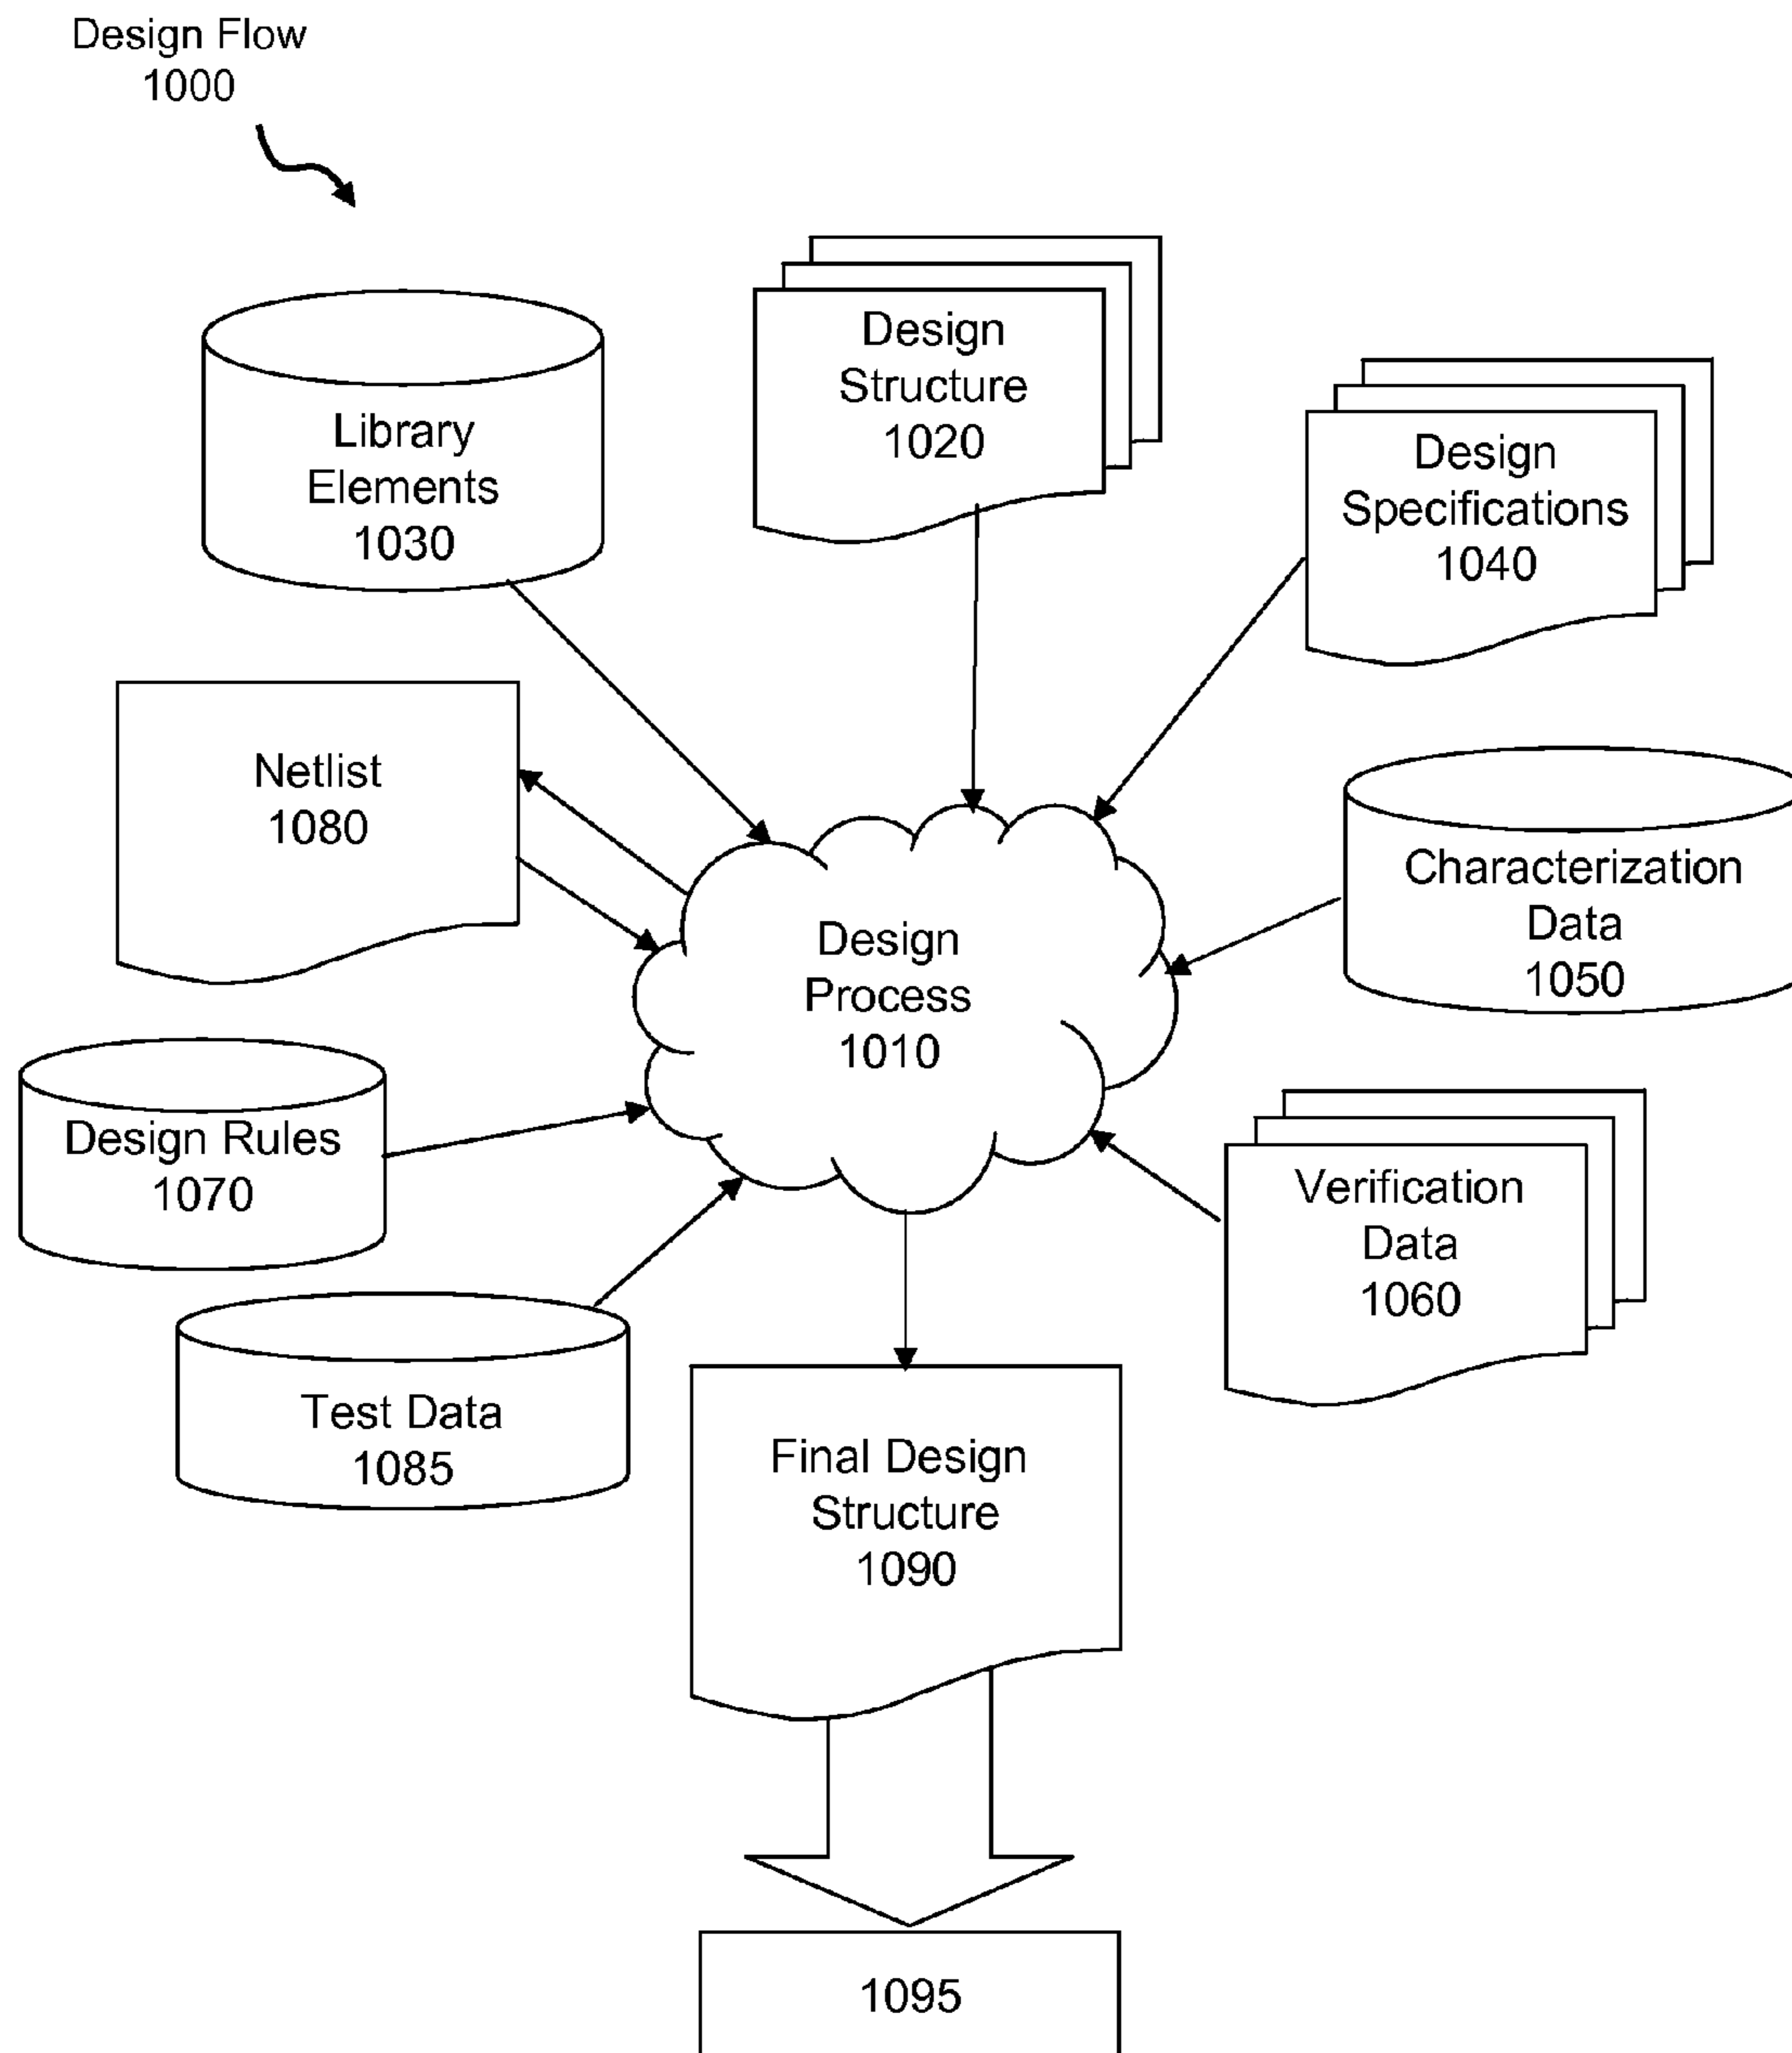 Design Flow
1000
Design
Structure
1020
Library
Elements
1030
Design
Specifications
1040
Netlist
1080
Characterization
Data
1050
Design
Process
1010
Design Rules
1070
Verification
Data
1060
Test Data
1085
Final Design
Structure
1090
1095